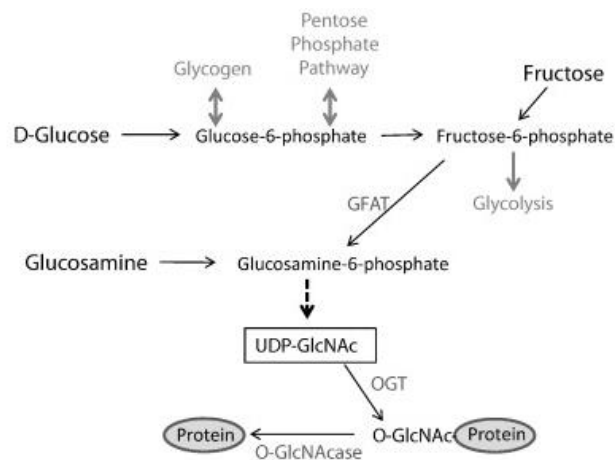 Pentose
Phosphate
Pathway
Glycogen
Fructose
D-Glucose
Glucose-6-phosphate
Fructose-6-phosphate
GFAT
Glycolysis
Glucosamine
Glucosamine-6-phosphate
UDP-GlcNAc
OGT
Protein
O-GlcNAc-
Protein
O-GlcNAcase